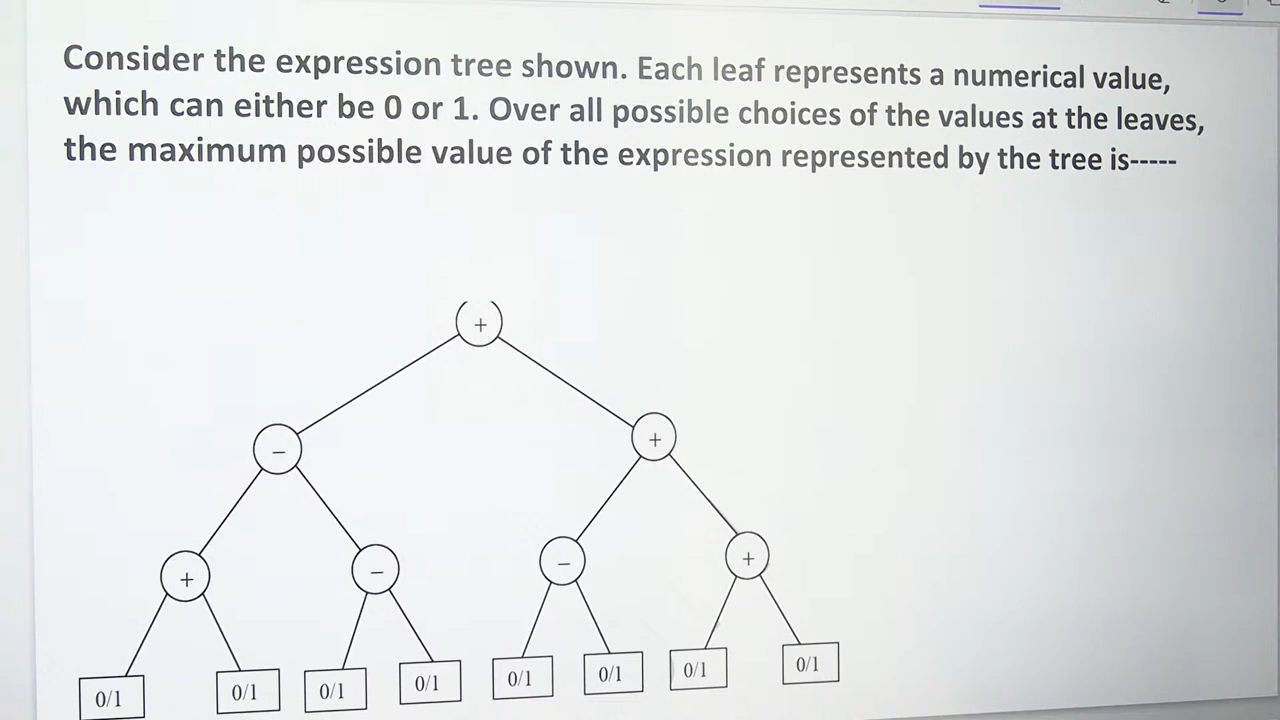 Consider the expression tree shown. Each leaf represents a numerical value,
which can either be 0 or 1. Over all possible choices of the values at the leaves,
the maximum possible value of the expression represented by the tree is-----
+
− +
+ − − +
0/1 0/1 0/1 0/1 0/1 0/1 0/1 0/1